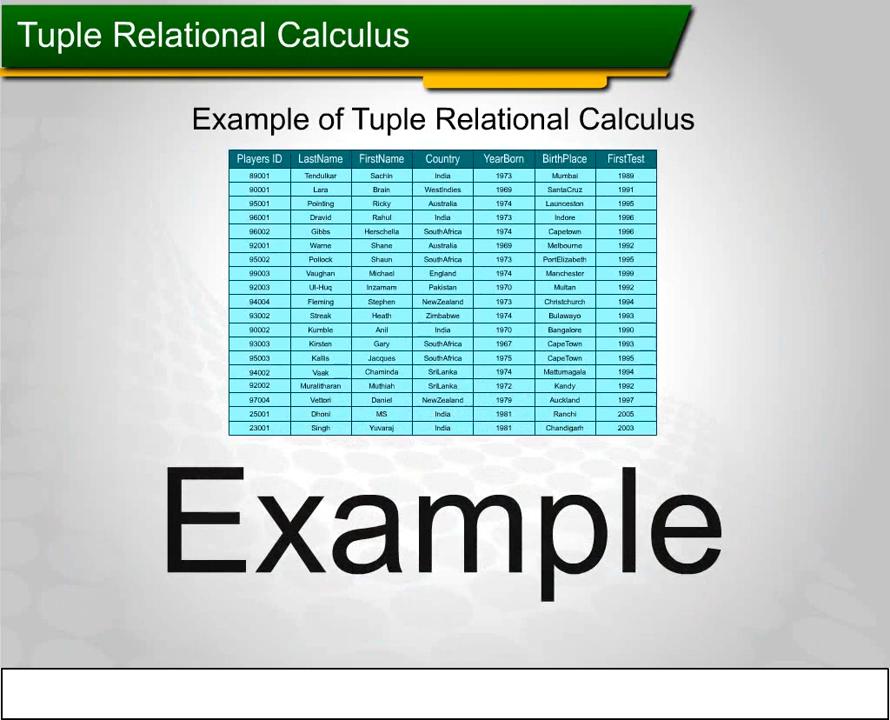 Tuple Relational Calculus
Example of Tuple Relational Calculus
Players ID LastName FirstName Country YearBorn BirthPlace FirstTest
89001 Tendulkar Sachin India 1973 Mumbai 1989
90001 Lara Brain WestIndies 1969 SantaCruz 1991
95001 Pointing Ricky Australia 1974 Launceston 1995
96001 Dravid Rahul India 1973 Indore 1996
96002 Gibbs Herschella SouthAfrica 1974 Capetown 1996
92001 Warne Shane Australia 1969 Melbourne 1992
95002 Pollock Shaun SouthAfrica 1973 PortElizabeth 1995
99003 Vaughan Michael England 1974 Manchester 1999
92003 Ul-Huq Inzamam Pakistan 1970 Multan 1992
94004 Fleming Stephen NewZealand 1973 Christchurch 1994
93002 Streak Heath Zimbabwe 1974 Bulawayo 1993
90002 Kumble Anil India 1970 Bangalore 1990
93003 Kirsten Gary SouthAfrica 1967 CapeTown 1993
95003 Kallis Jacques SouthAfrica 1975 CapeTown 1995
94002 Vaak Chaminda SriLanka 1974 Mattumagala 1994
92002 Muralitharan Muthiah SriLanka 1972 Kandy 1992
97004 Vettori Daniel NewZealand 1979 Auckland 1997
25001 Dhoni MS India 1981 Ranchi 2005
23001 Singh Yuvaraj India 1981 Chandigarh 2003
Example